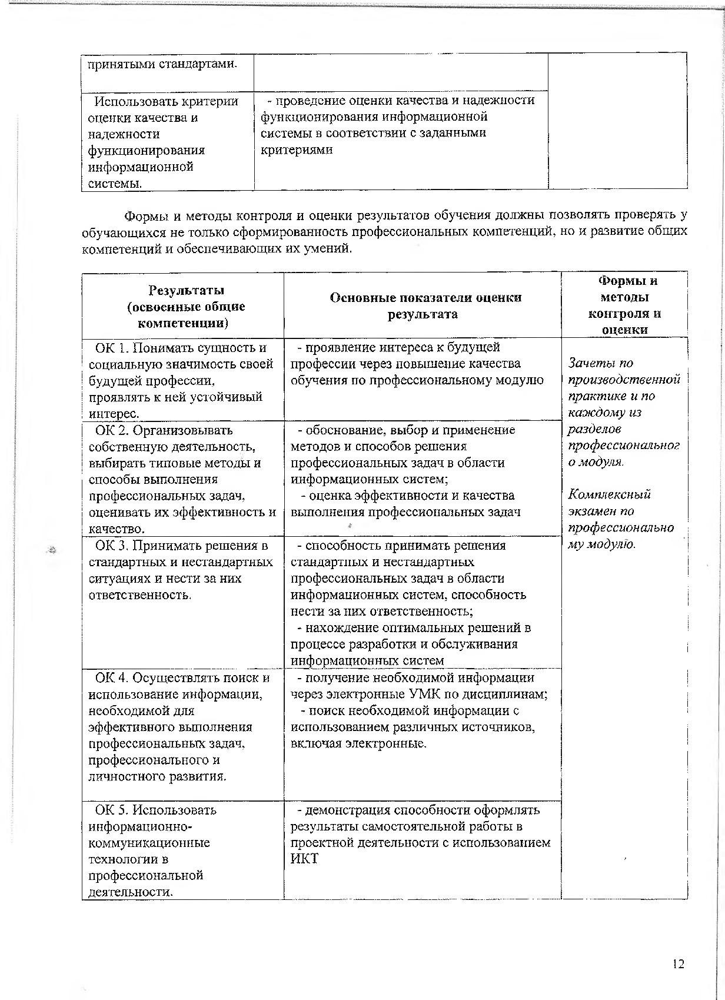 принятыми стандартами.
Использовать критерии
оценки качества и
надежности
функционирования
информационной
системы.
- проведение оценки качества и надежности
функционирования информационной
системы в соответствии с заданными
критериями
Формы и методы контроля и оценки результатов обучения должны позволять проверять у
обучающихся не только сформированность профессиональных компетенций, но и развитие общих
компетенций и обеспечивающих их умений.
Результаты
(освоенные общие
компетенции)
Основные показатели оценки
результата
Формы и
методы
контроля и
оценки
ОК 1. Понимать сущность и
социальную значимость своей
будущей профессии,
проявлять к ней устойчивый
интерес.
- проявление интереса к будущей
профессии через повышение качества
обучения по профессиональному модулю
Зачеты по
производственной
практике и по
каждому из
разделов
профессиональног
о модуля.
Комплексный
экзамен по
профессионально
му модулю.
ОК 2. Организовывать
собственную деятельность,
выбирать типовые методы и
способы выполнения
профессиональных задач,
оценивать их эффективность и
качество.
- обоснование, выбор и применение
методов и способов решения
профессиональных задач в области
информационных систем;
- оценка эффективности и качества
выполнения профессиональных задач
ОК 3. Принимать решения в
стандартных и нестандартных
ситуациях и нести за них
ответственность.
- способность принимать решения
стандартных и нестандартных
профессиональных задач в области
информационных систем, способность
нести за них ответственность;
- нахождение оптимальных решений в
процессе разработки и обслуживания
информационных систем
ОК 4. Осуществлять поиск и
использование информации,
необходимой для
эффективного выполнения
профессиональных задач,
профессионального и
личностного развития.
- получение необходимой информации
через электронные УМК по дисциплинам;
- поиск необходимой информации с
использованием различных источников,
включая электронные.
ОК 5. Использовать
информационно-
коммуникационные
технологии в
профессиональной
деятельности.
- демонстрация способности оформлять
результаты самостоятельной работы в
проектной деятельности с использованием
ИКТ
12